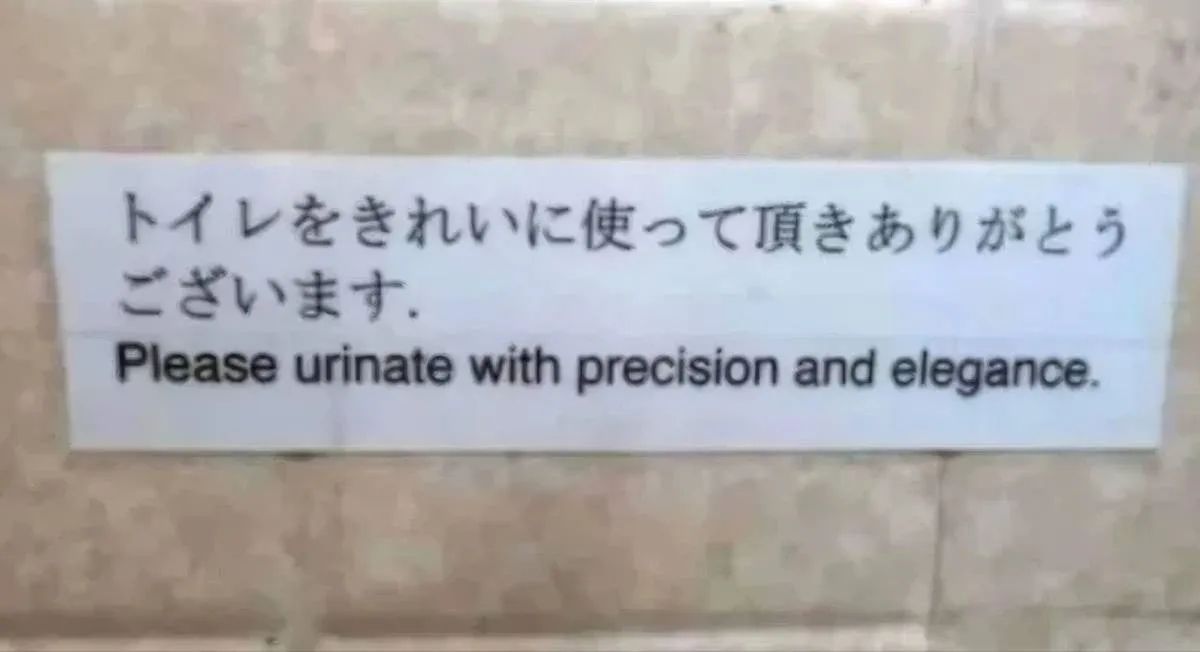 トイレをきれいに使って頂きありがとう
ございます.
Please urinate with precision and elegance.